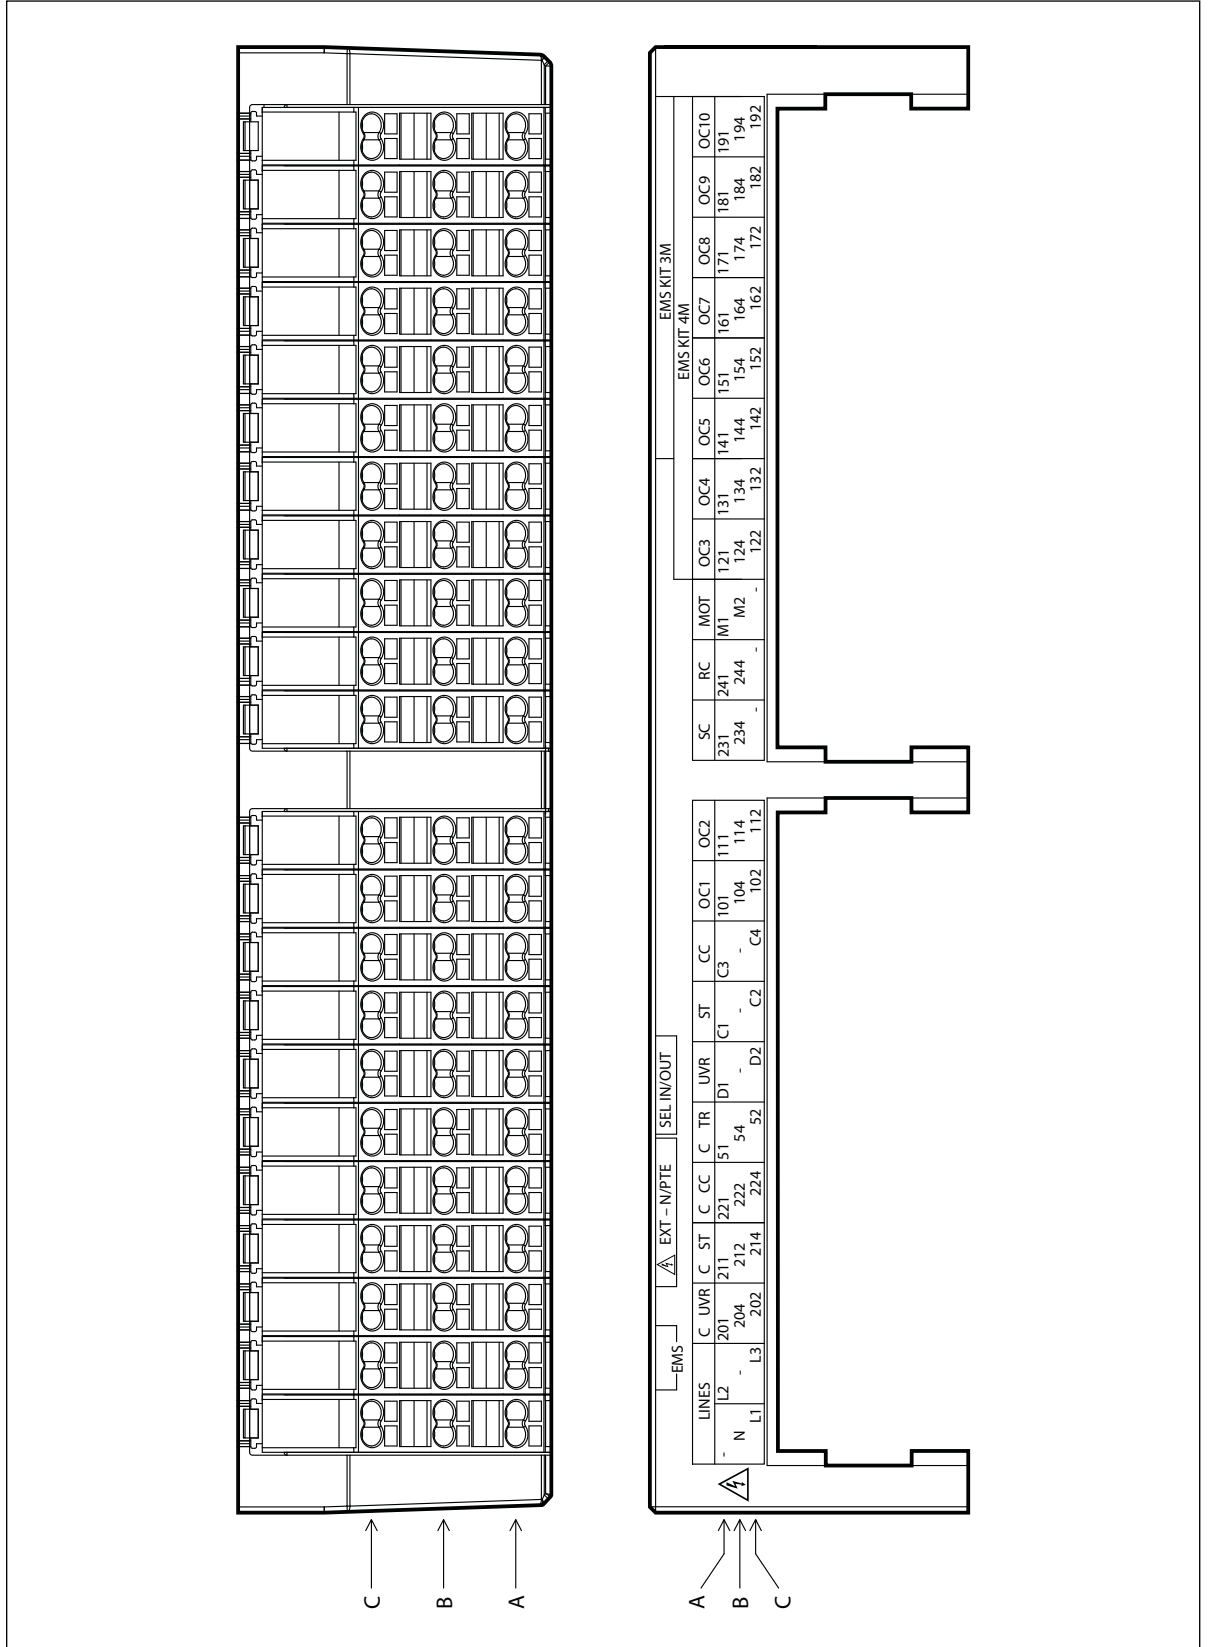 EMS
EXT – N/PTE
SEL IN/OUT
EMS KIT 3M
EMS KIT 4M
LINES
C UVR
C ST
C CC
C TR
UVR
ST
CC
OC1
OC2
SC
RC
MOT
OC3
OC4
OC5
OC6
OC7
OC8
OC9
OC10
- L2 201 211 221 51 D1 C1 C3 101 111 231 241 M1 121 131 141 151 161 171 181 191
N - 204 212 222 54 - - - 104 114 234 244 M2 124 134 144 154 164 174 184 194
L1 L3 202 214 224 52 D2 C2 C4 102 112 - - - 122 132 142 152 162 172 182 192
C
B
A
A
B
C